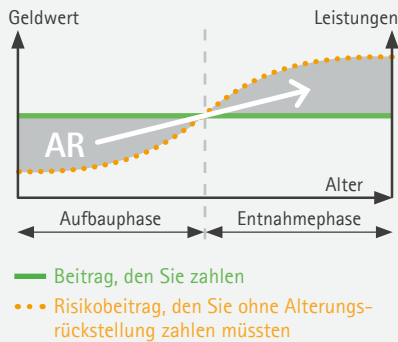 Geldwert
Leistungen
AR
Alter
Aufbauphase
Entnahmephase
Beitrag, den Sie zahlen
Risikobeitrag, den Sie ohne Alterungs-
rückstellung zahlen müssten